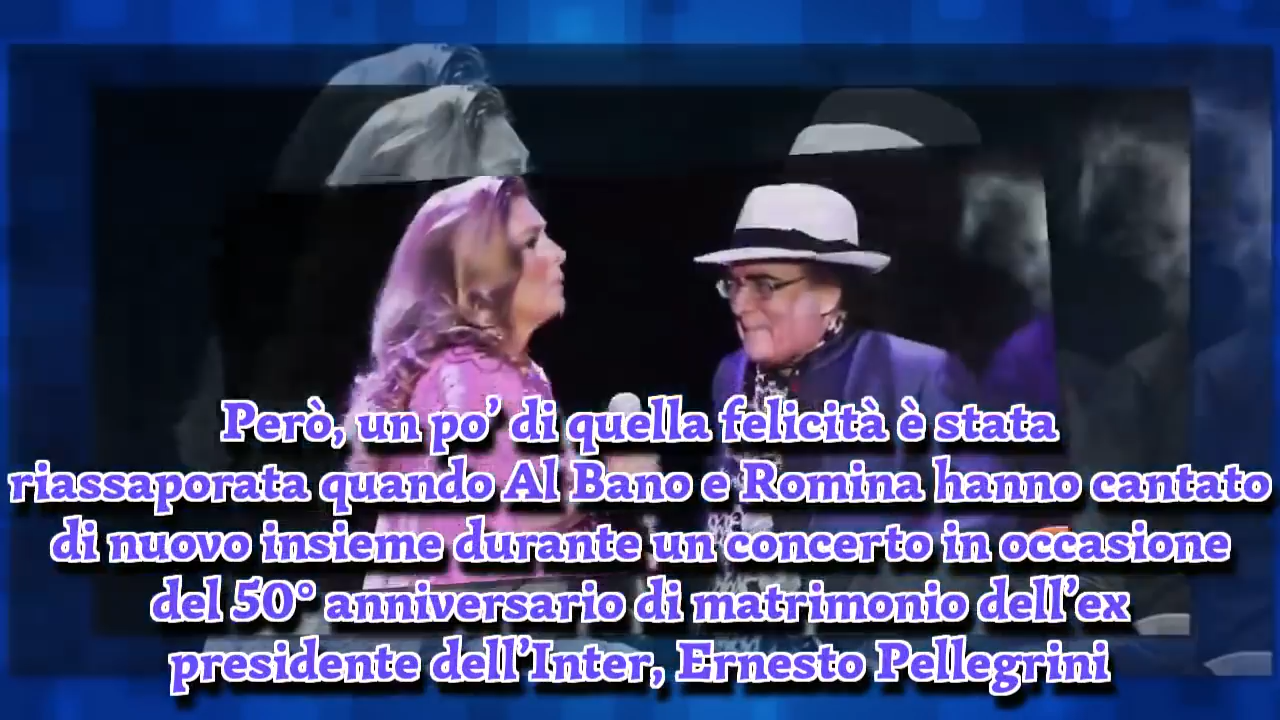 Però, un po’ di quella felicità è stata
riassaporata quando Al Bano e Romina hanno cantato
di nuovo insieme durante un concerto in occasione
del 50° anniversario di matrimonio dell’ex
presidente dell’Inter, Ernesto Pellegrini